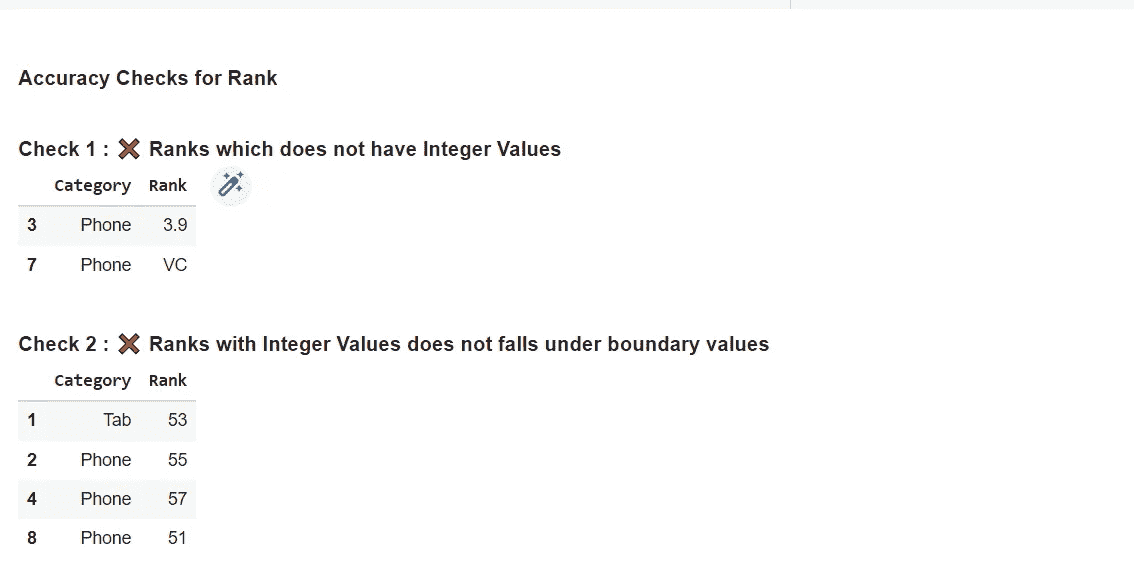 Accuracy Checks for Rank
Check 1 : ❌ Ranks which does not have Integer Values
Category Rank
3 Phone 3.9
7 Phone VC
Check 2 : ❌ Ranks with Integer Values does not falls under boundary values
Category Rank
1 Tab 53
2 Phone 55
4 Phone 57
8 Phone 51